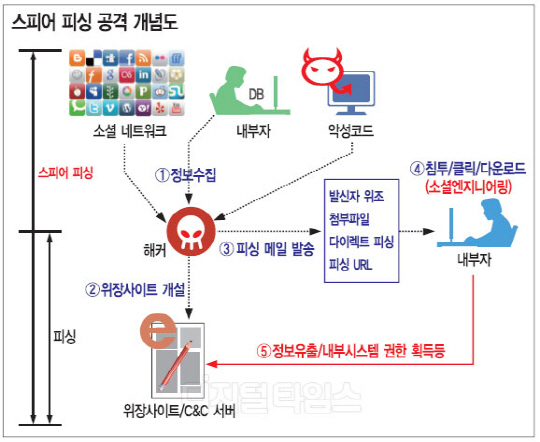 스피어 피싱 공격 개념도
DB
소셜 네트워크
내부자
악성코드
스피어 피싱
①정보수집
④ 침투/클릭/다운로드
(소셜엔지니어링)
발신자 위조
첨부파일
다이렉트 피싱
피싱 URL
해커
③ 피싱 메일 발송
내부자
② 위장사이트 개설
피싱
e
⑤ 정보유출/내부시스템 권한 획득등
디지털타임스
위장사이트/C&C 서버